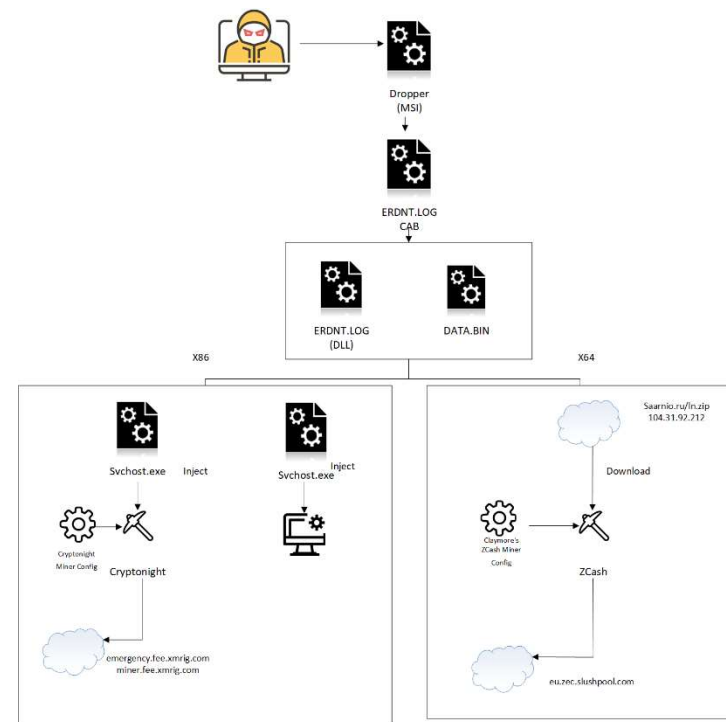 Dropper
(MSI)
ERDNT.LOG
CAB
ERDNT.LOG
(DLL)
DATA.BIN
X86
X64
Svchost.exe
Inject
Svchost.exe
Inject
Cryptonight
Miner Config
Cryptonight
emergency.fee.xmrig.com
miner.fee.xmrig.com
Saarnio.ru/ln.zip
104.31.92.212
Download
Claymore's
ZCash Miner
Config
ZCash
eu.zec.slushpool.com